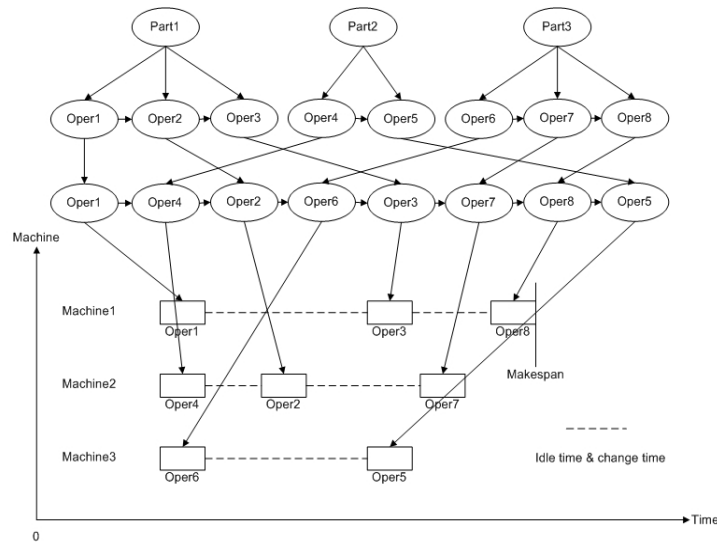 Part1 Part2 Part3
Oper1 Oper2 Oper3 Oper4 Oper5 Oper6 Oper7 Oper8
Oper1 Oper4 Oper2 Oper6 Oper3 Oper7 Oper8 Oper5
Machine
Machine1
Oper1 Oper3 Oper8
Makespan
Machine2
Oper4 Oper2 Oper7
Machine3
Idle time & change time
Oper6 Oper5
Time
0